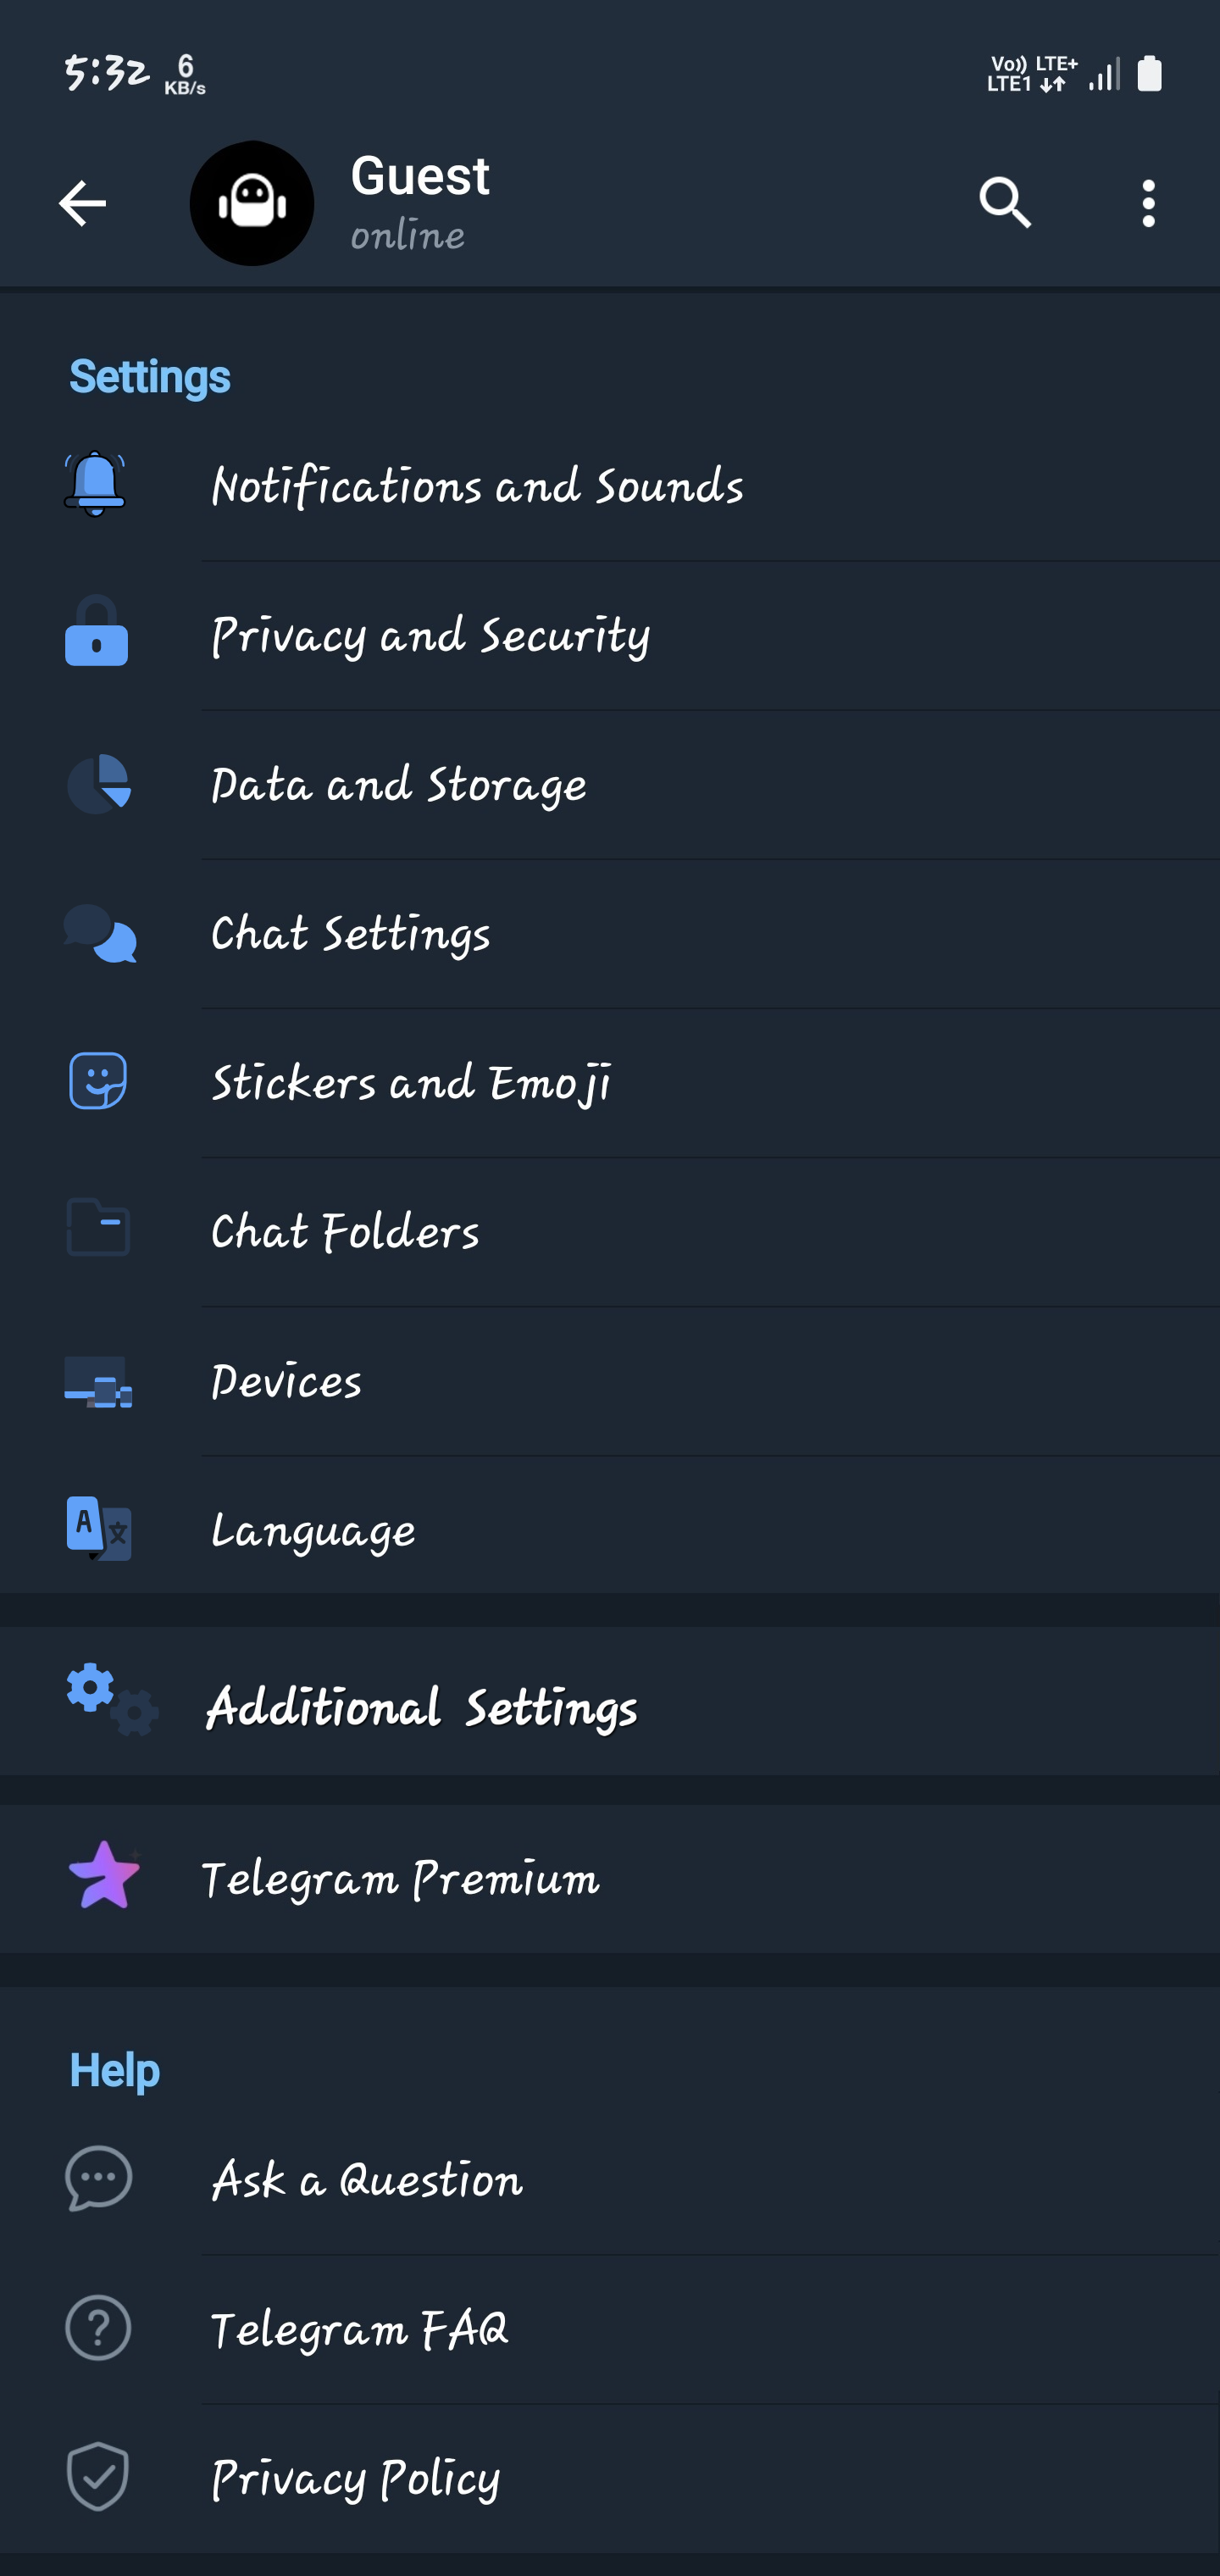 5:32 6 KB/s Vo)) LTE+ LTE1
Guest
online
Settings
Notifications and Sounds
Privacy and Security
Data and Storage
Chat Settings
Stickers and Emoji
Chat Folders
Devices
Language
Additional Settings
Telegram Premium
Help
Ask a Question
Telegram FAQ
Privacy Policy